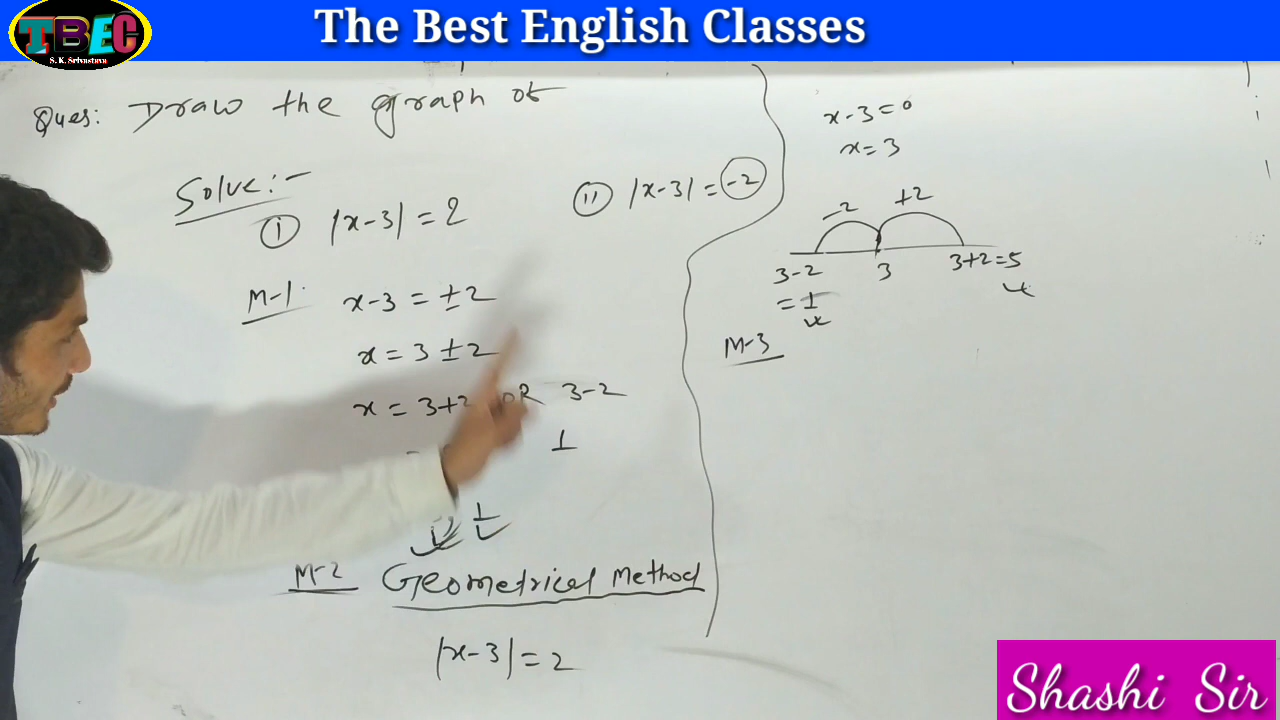 The Best English Classes
TBEC
S. K. Srivastava
Ques: Draw the graph of
Solve:-
(i) |x-3| = 2
(ii) |x-3| = -2
M-1. x-3 = ±2
x = 3 ± 2
x = 3+2 OR 3-2
1
1
M-2 Geometrical Method
|x-3| = 2
x-3=0
x=3
-2 +2
3-2 3 3+2=5
= 1
M-3
Shashi Sir